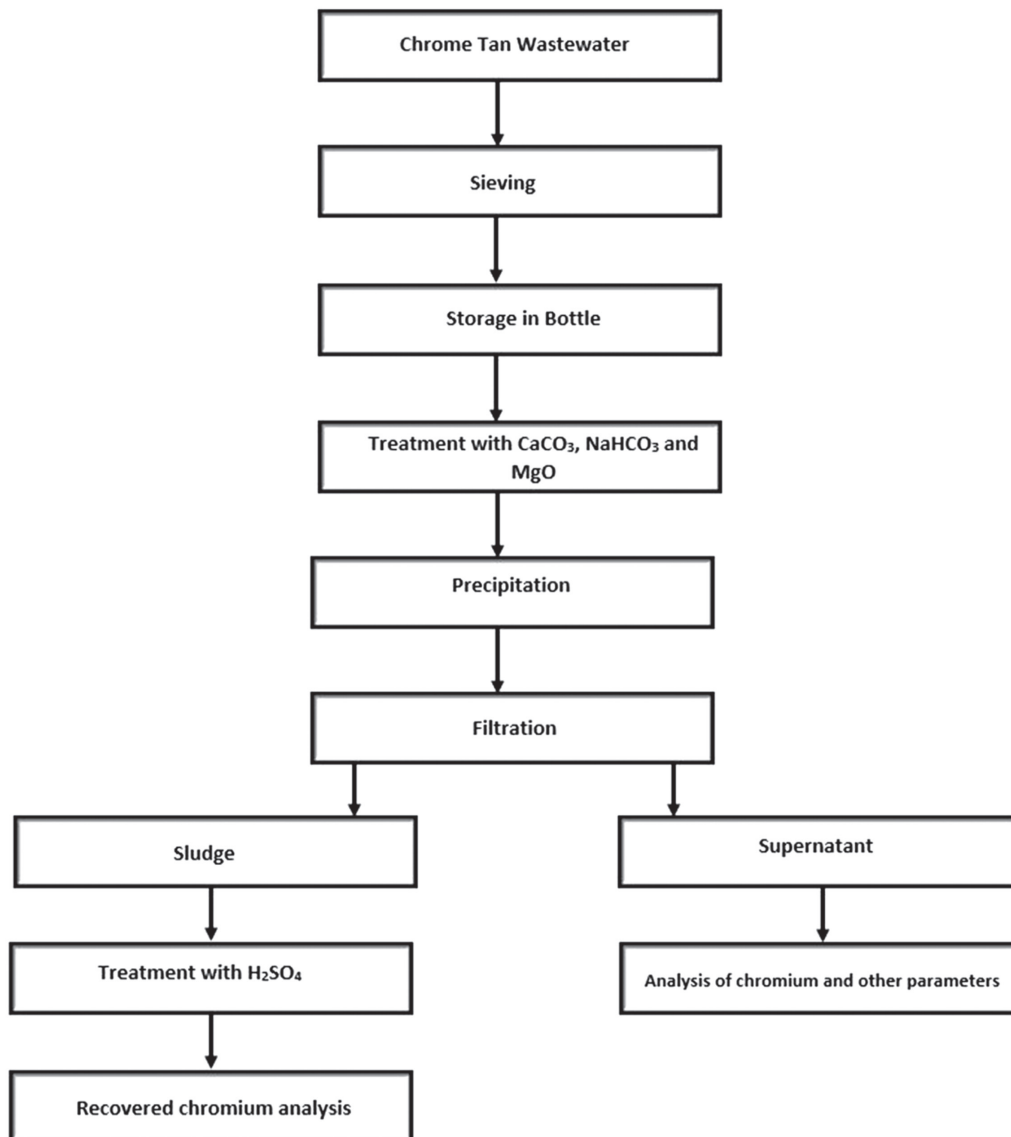 Chrome Tan Wastewater
Sieving
Storage in Bottle
Treatment with CaCO₃, NaHCO₃ and
MgO
Precipitation
Filtration
Sludge
Supernatant
Treatment with H₂SO₄
Analysis of chromium and other parameters
Recovered chromium analysis